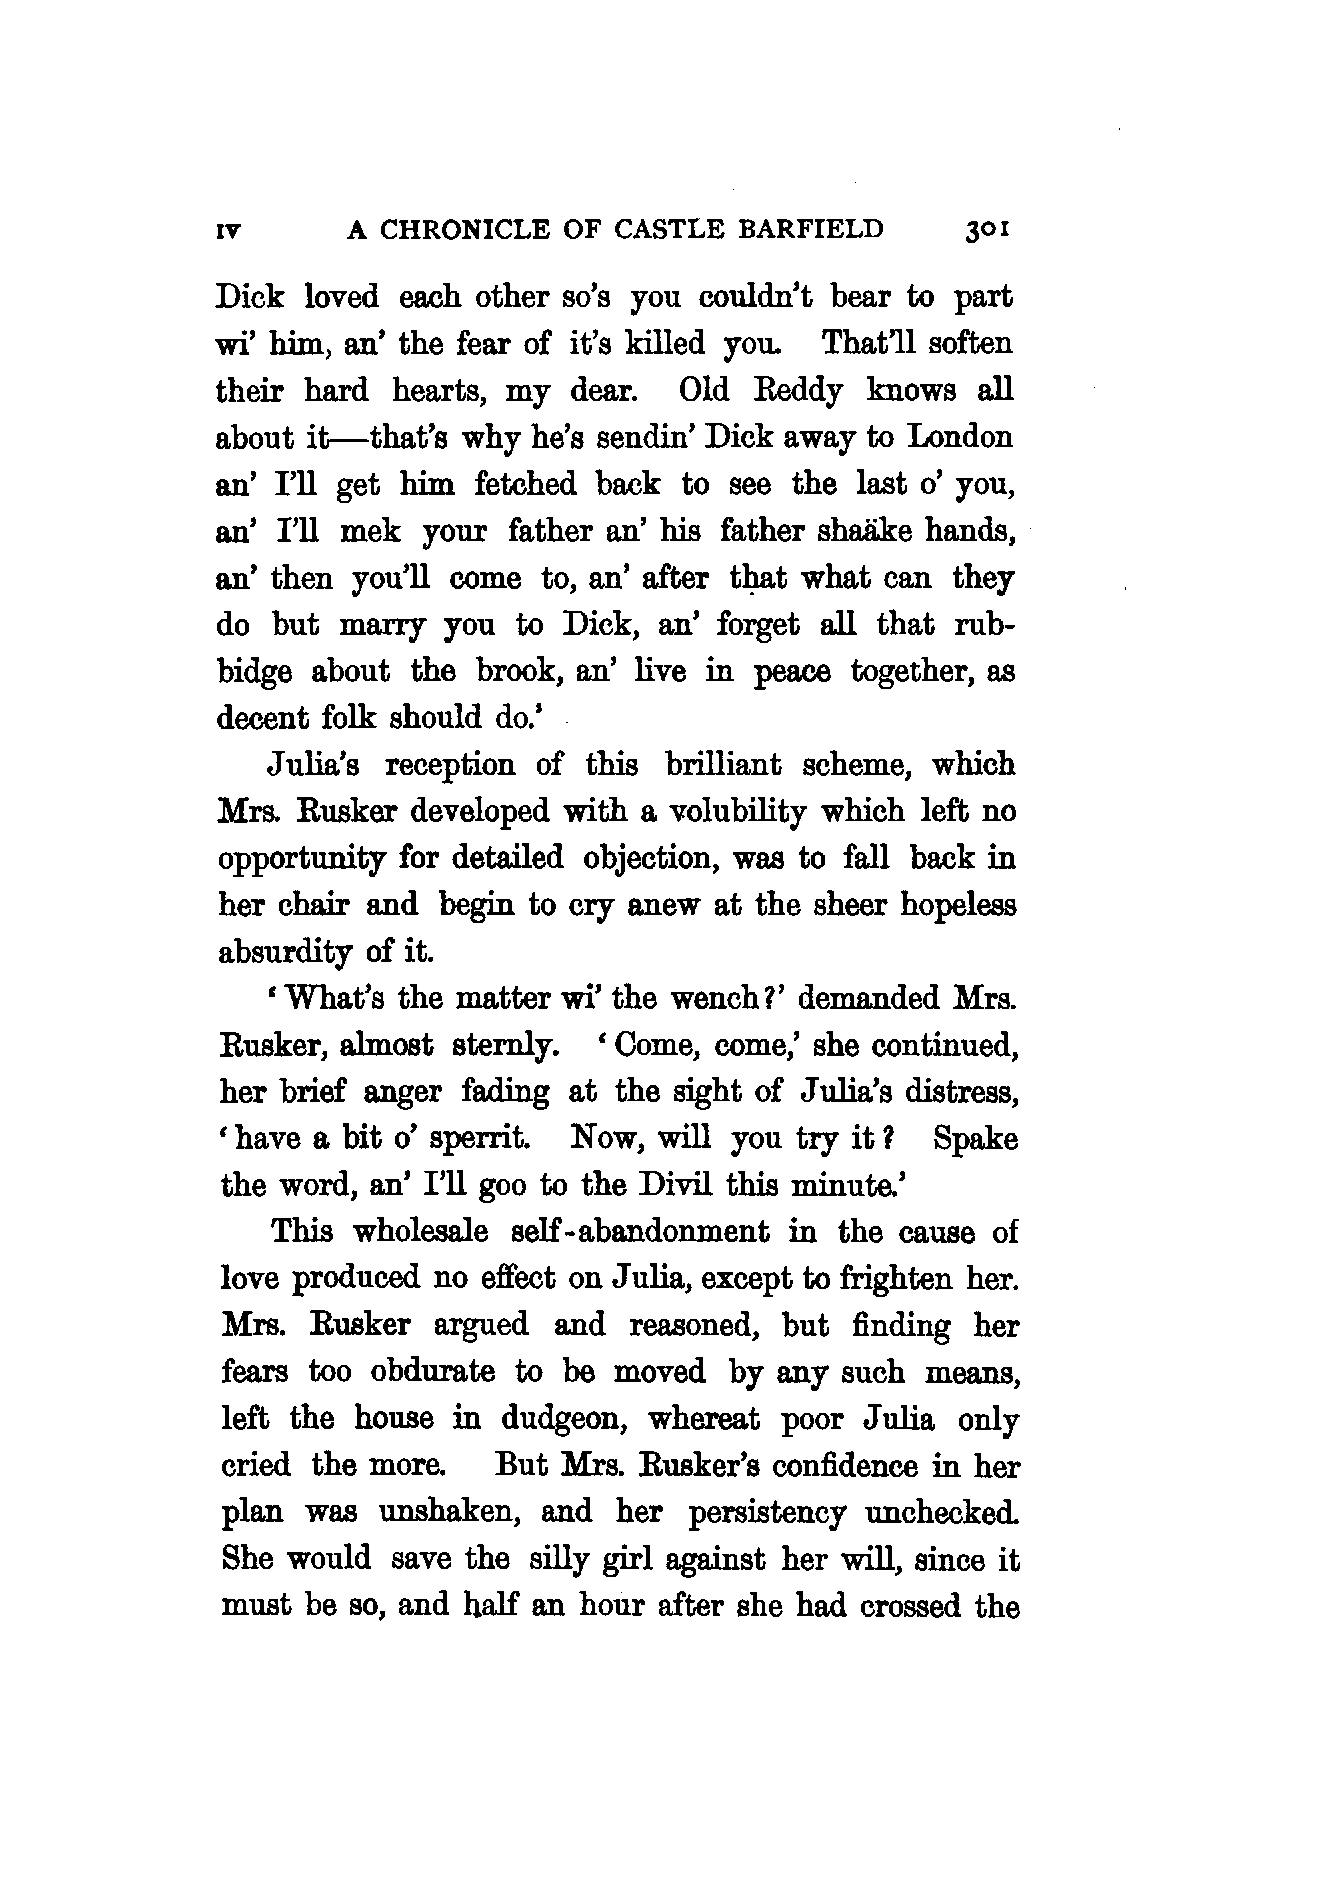 IV A CHRONICLE OF CASTLE BARFIELD 301
Dick loved each other so's you couldn't bear to part
wi' him, an' the fear of it's killed you. That'll soften
their hard hearts, my dear. Old Reddy knows all
about it—that's why he's sendin' Dick away to London
an' I'll get him fetched back to see the last o' you,
an' I'll mek your father an' his father shaäke hands,
an' then you'll come to, an' after that what can they
do but marry you to Dick, an' forget all that rub-
bidge about the brook, an' live in peace together, as
decent folk should do.'
Julia's reception of this brilliant scheme, which
Mrs. Rusker developed with a volubility which left no
opportunity for detailed objection, was to fall back in
her chair and begin to cry anew at the sheer hopeless
absurdity of it.
'What's the matter wi' the wench?' demanded Mrs.
Rusker, almost sternly. 'Come, come,' she continued,
her brief anger fading at the sight of Julia's distress,
'have a bit o' sperrit. Now, will you try it? Spake
the word, an' I'll goo to the Divil this minute.'
This wholesale self-abandonment in the cause of
love produced no effect on Julia, except to frighten her.
Mrs. Rusker argued and reasoned, but finding her
fears too obdurate to be moved by any such means,
left the house in dudgeon, whereat poor Julia only
cried the more. But Mrs. Rusker's confidence in her
plan was unshaken, and her persistency unchecked.
She would save the silly girl against her will, since it
must be so, and half an hour after she had crossed the